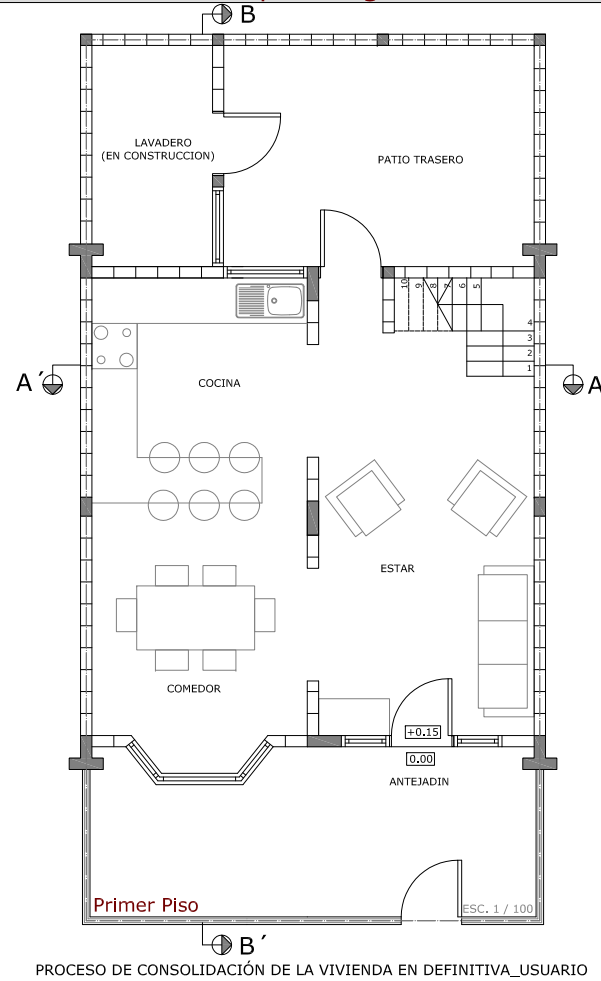 B
LAVADERO
(EN CONSTRUCCION)
PATIO TRASERO
10
9
8
7
6
5
4
3
2
1
A´
A
COCINA
ESTAR
COMEDOR
+0.15
0.00
ANTEJADIN
Primer Piso
ESC. 1 / 100
B´
PROCESO DE CONSOLIDACIÓN DE LA VIVIENDA EN DEFINITIVA_USUARIO